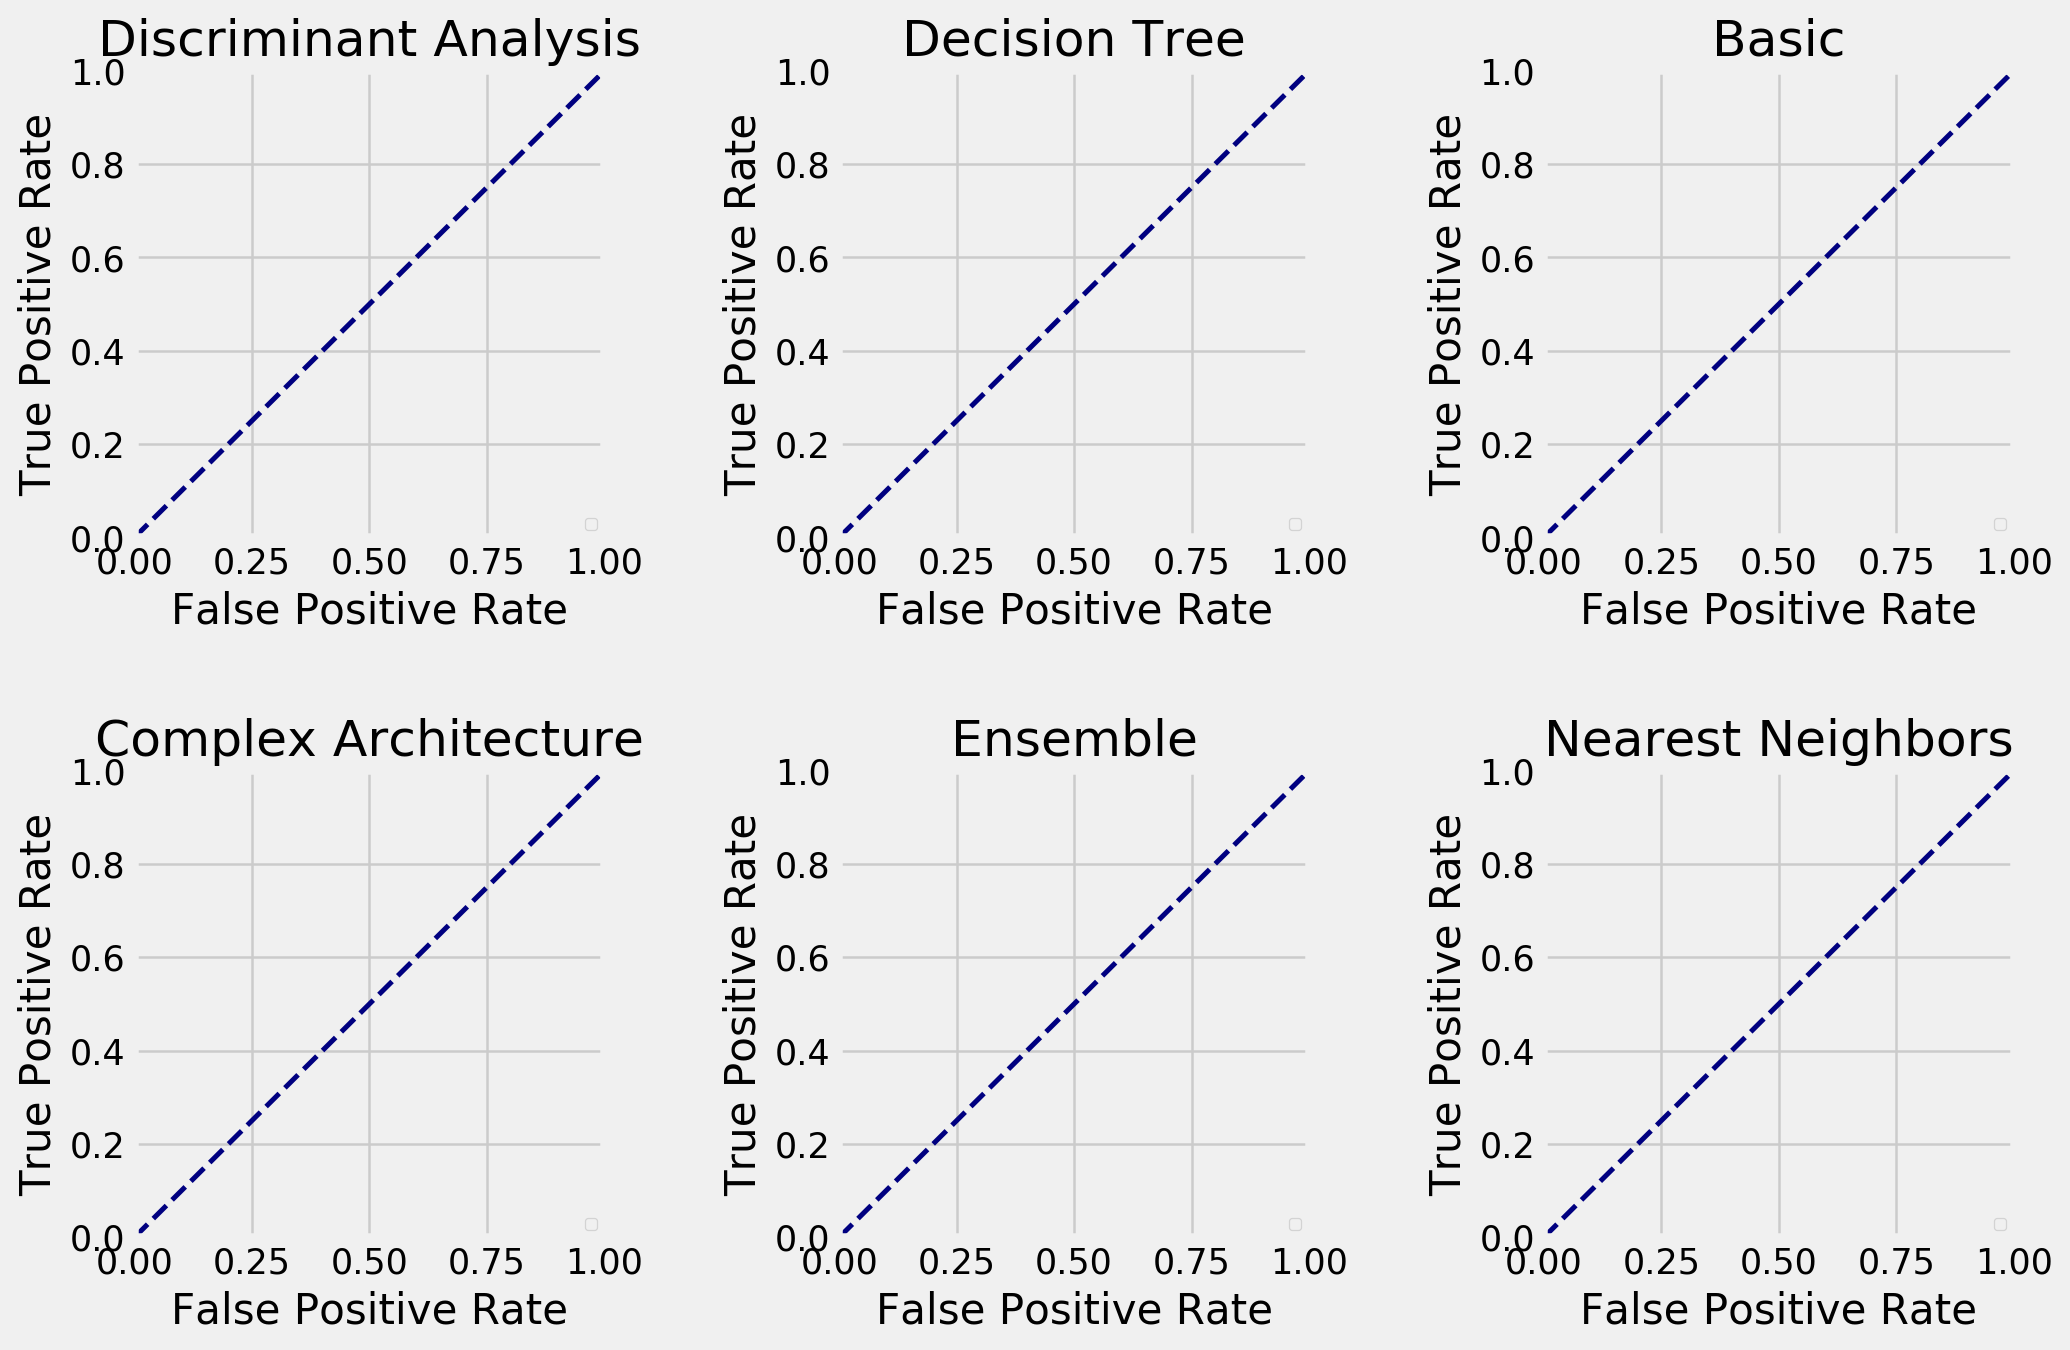 Discriminant Analysis
True Positive Rate
1.0
0.8
0.6
0.4
0.2
0.0
0.00 0.25 0.50 0.75 1.00
False Positive Rate
Decision Tree
True Positive Rate
1.0
0.8
0.6
0.4
0.2
0.0
0.00 0.25 0.50 0.75 1.00
False Positive Rate
Basic
True Positive Rate
1.0
0.8
0.6
0.4
0.2
0.0
0.00 0.25 0.50 0.75 1.00
False Positive Rate
Complex Architecture
True Positive Rate
1.0
0.8
0.6
0.4
0.2
0.0
0.00 0.25 0.50 0.75 1.00
False Positive Rate
Ensemble
True Positive Rate
1.0
0.8
0.6
0.4
0.2
0.0
0.00 0.25 0.50 0.75 1.00
False Positive Rate
Nearest Neighbors
True Positive Rate
1.0
0.8
0.6
0.4
0.2
0.0
0.00 0.25 0.50 0.75 1.00
False Positive Rate